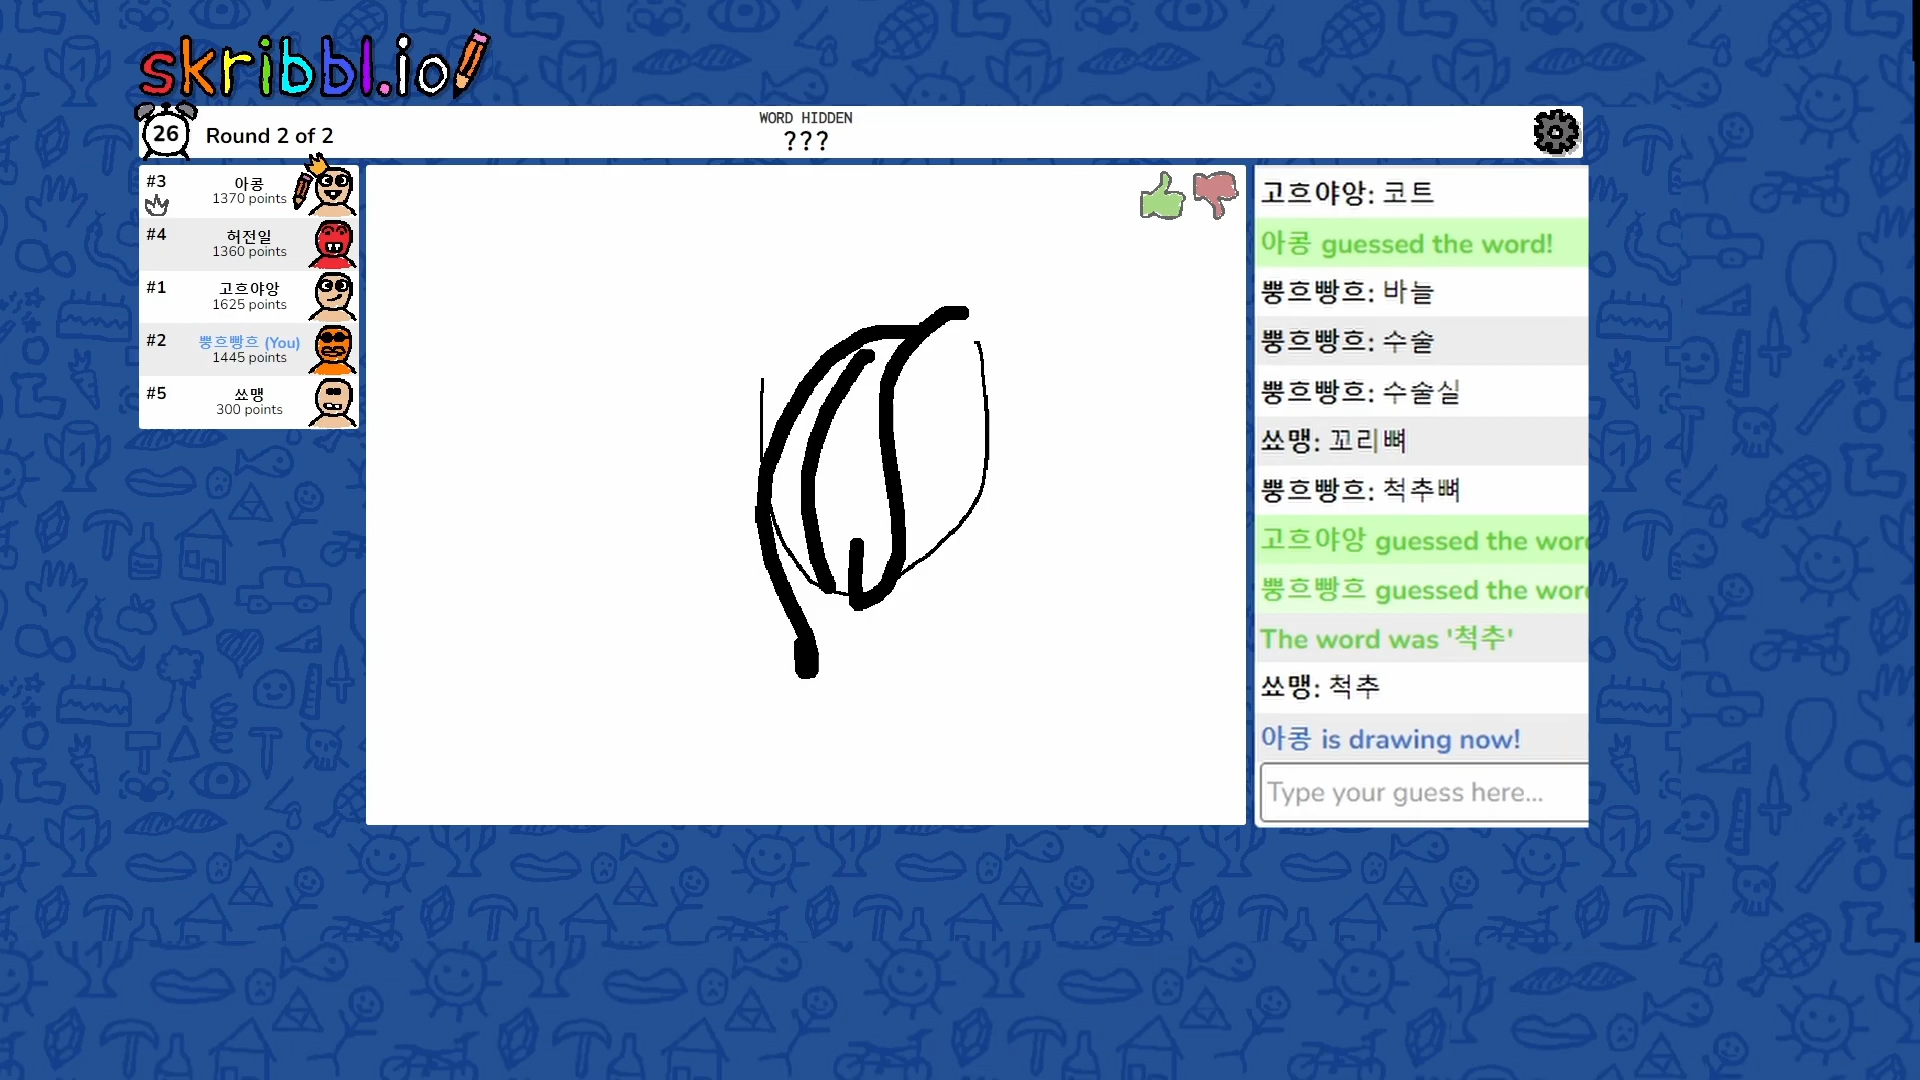 skribbl.io
26
Round 2 of 2
WORD HIDDEN
???
#3
아콩
1370 points
#4
허전일
1360 points
#1
고흐야앙
1625 points
#2
뿡흐빵흐 (You)
1445 points
#5
쑈맹
300 points
고흐야앙: 코트
아콩 guessed the word!
뿡흐빵흐: 바늘
뿡흐빵흐: 수술
뿡흐빵흐: 수술실
쑈맹: 꼬리뼈
뿡흐빵흐: 척추뼈
고흐야앙 guessed the wor
뿡흐빵흐 guessed the wor
The word was '척추'
쑈맹: 척추
아콩 is drawing now!
Type your guess here...